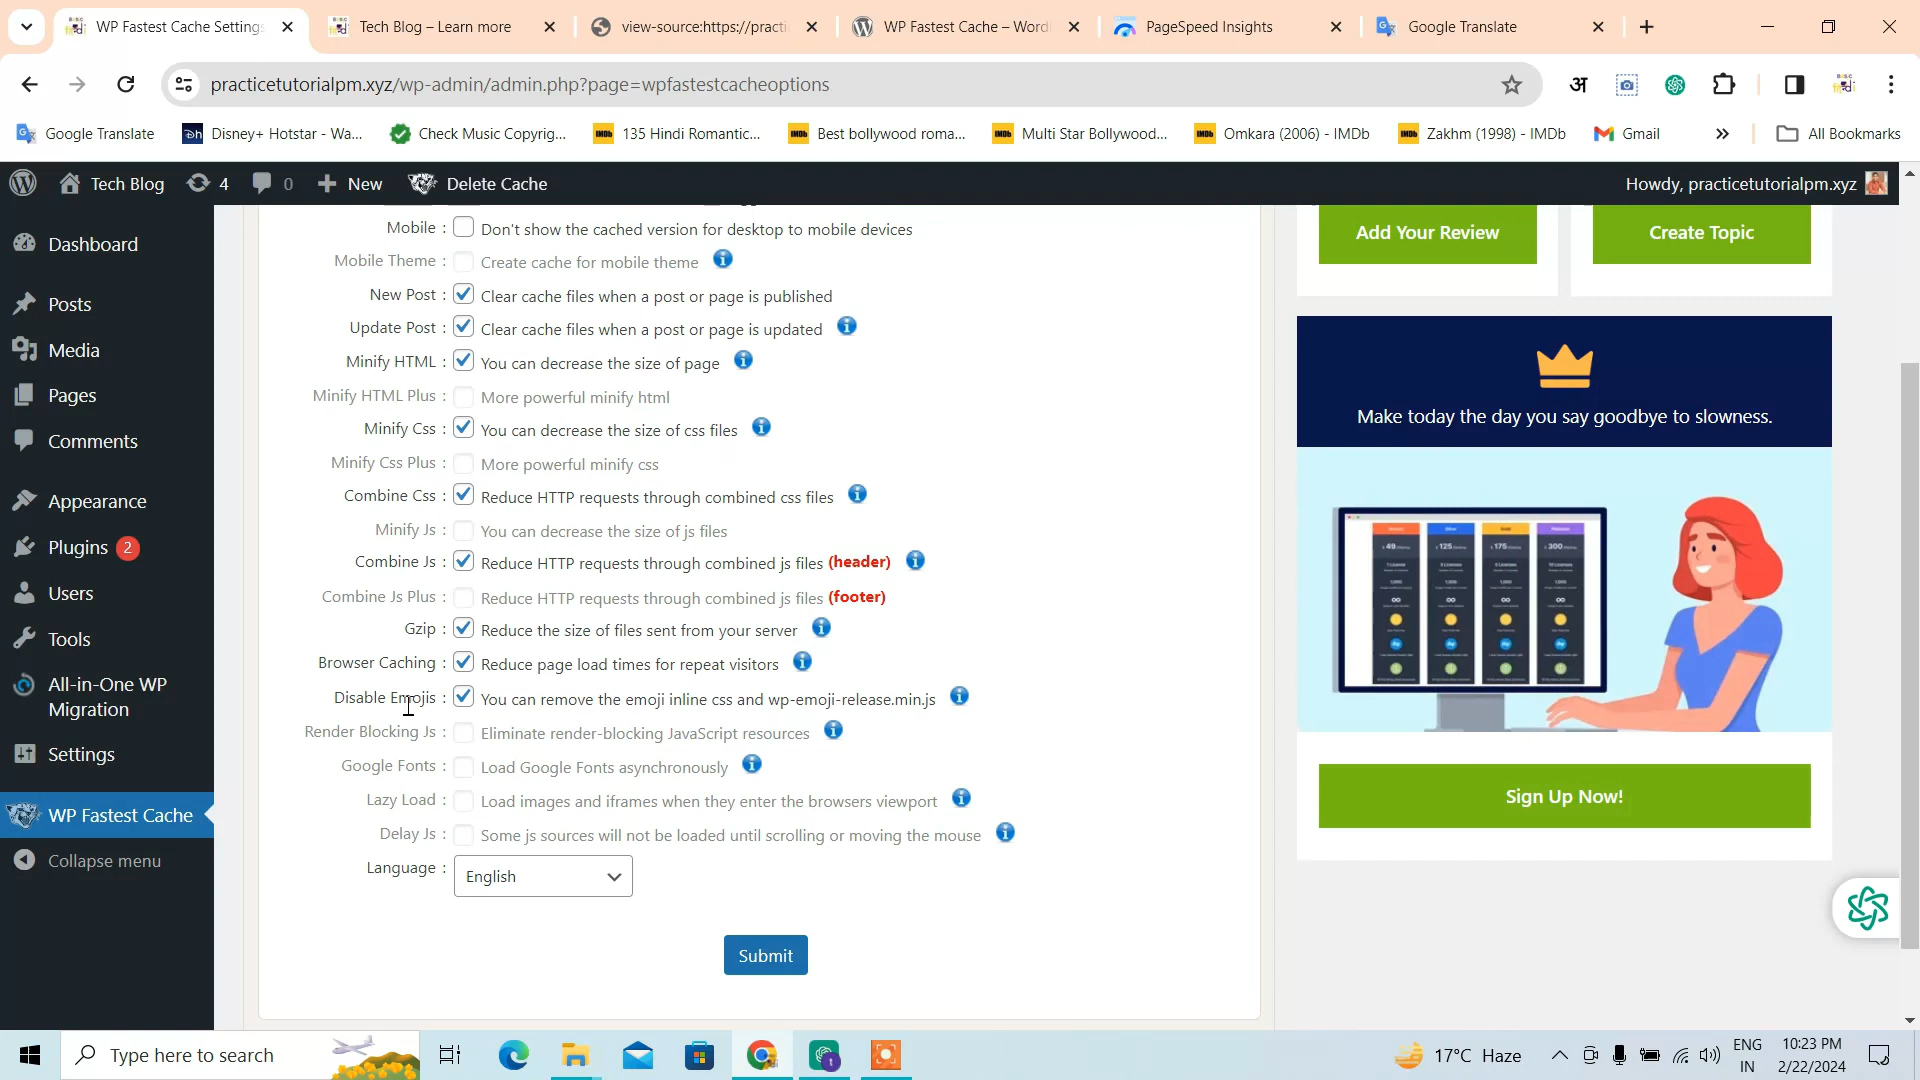 WP Fastest Cache Settings
Tech Blog – Learn more
view-source:https://practi
WP Fastest Cache – Word
PageSpeed Insights
Google Translate
practicetutorialpm.xyz/wp-admin/admin.php?page=wpfastestcacheoptions
अ
Google Translate
Disney+ Hotstar - Wa...
Check Music Copyrig...
135 Hindi Romantic...
Best bollywood roma...
Multi Star Bollywood...
Omkara (2006) - IMDb
Zakhm (1998) - IMDb
Gmail
All Bookmarks
Tech Blog
4
0
New
Delete Cache
Howdy, practicetutorialpm.xyz
Dashboard
Posts
Media
Pages
Comments
Appearance
Plugins 2
Users
Tools
All-in-One WP
Migration
Settings
WP Fastest Cache
Collapse menu
Mobile : Don't show the cached version for desktop to mobile devices
Mobile Theme : Create cache for mobile theme
New Post : Clear cache files when a post or page is published
Update Post : Clear cache files when a post or page is updated
Minify HTML : You can decrease the size of page
Minify HTML Plus : More powerful minify html
Minify Css : You can decrease the size of css files
Minify Css Plus : More powerful minify css
Combine Css : Reduce HTTP requests through combined css files
Minify Js : You can decrease the size of js files
Combine Js : Reduce HTTP requests through combined js files (header)
Combine Js Plus : Reduce HTTP requests through combined js files (footer)
Gzip : Reduce the size of files sent from your server
Browser Caching : Reduce page load times for repeat visitors
Disable Emojis : You can remove the emoji inline css and wp-emoji-release.min.js
Render Blocking Js : Eliminate render-blocking JavaScript resources
Google Fonts : Load Google Fonts asynchronously
Lazy Load : Load images and iframes when they enter the browsers viewport
Delay Js : Some js sources will not be loaded until scrolling or moving the mouse
Language : English
Submit
Add Your Review
Create Topic
Make today the day you say goodbye to slowness.
49
125
175
300
Sign Up Now!
Type here to search
17°C Haze
ENG
IN
10:23 PM
2/22/2024